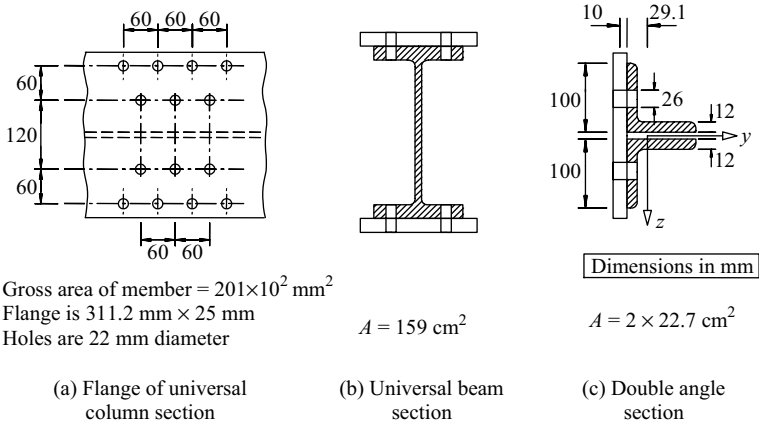 60 60 60
60
120
60
60 60
10 29.1
100
26
12
y
100
12
z
Dimensions in mm
Gross area of member = 201×10² mm²
Flange is 311.2 mm × 25 mm
Holes are 22 mm diameter
A = 159 cm²
A = 2 × 22.7 cm²
(a) Flange of universal
column section
(b) Universal beam
section
(c) Double angle
section